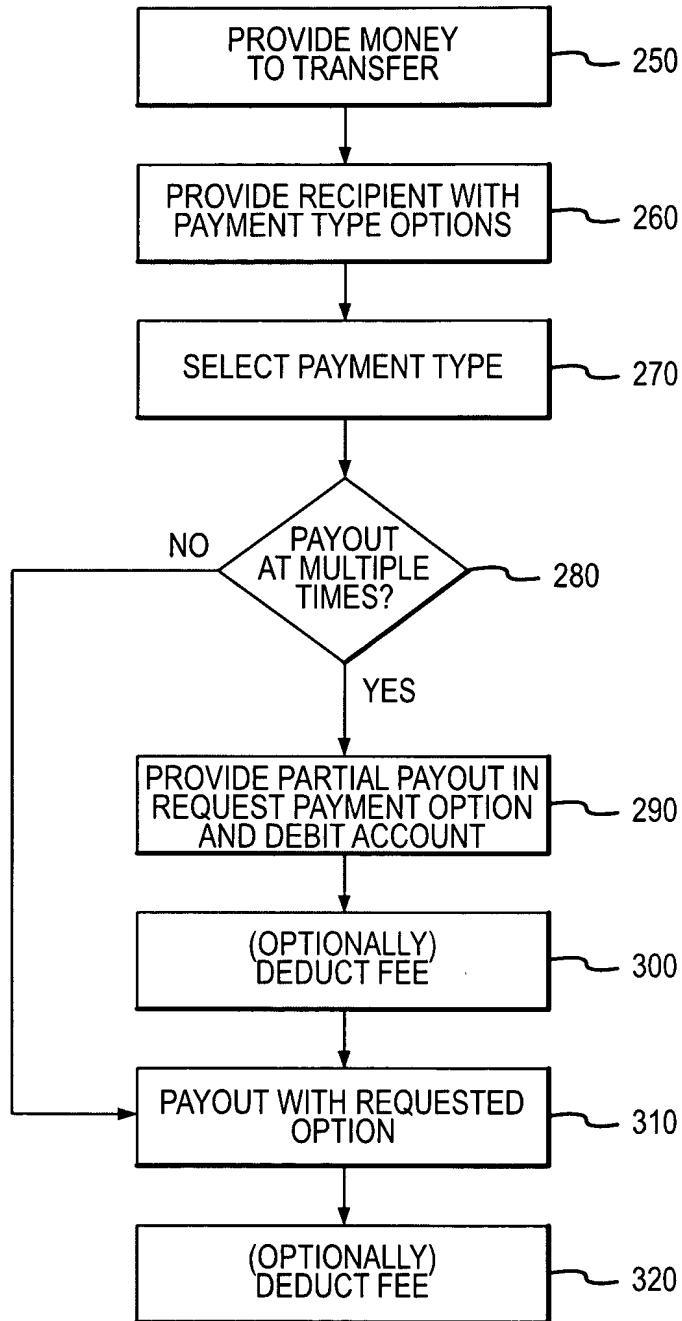 PROVIDE MONEY
TO TRANSFER
250
PROVIDE RECIPIENT WITH
PAYMENT TYPE OPTIONS
260
SELECT PAYMENT TYPE
270
PAYOUT
AT MULTIPLE
TIMES?
280
NO
YES
PROVIDE PARTIAL PAYOUT IN
REQUEST PAYMENT OPTION
AND DEBIT ACCOUNT
290
(OPTIONALLY)
DEDUCT FEE
300
PAYOUT WITH REQUESTED
OPTION
310
(OPTIONALLY)
DEDUCT FEE
320